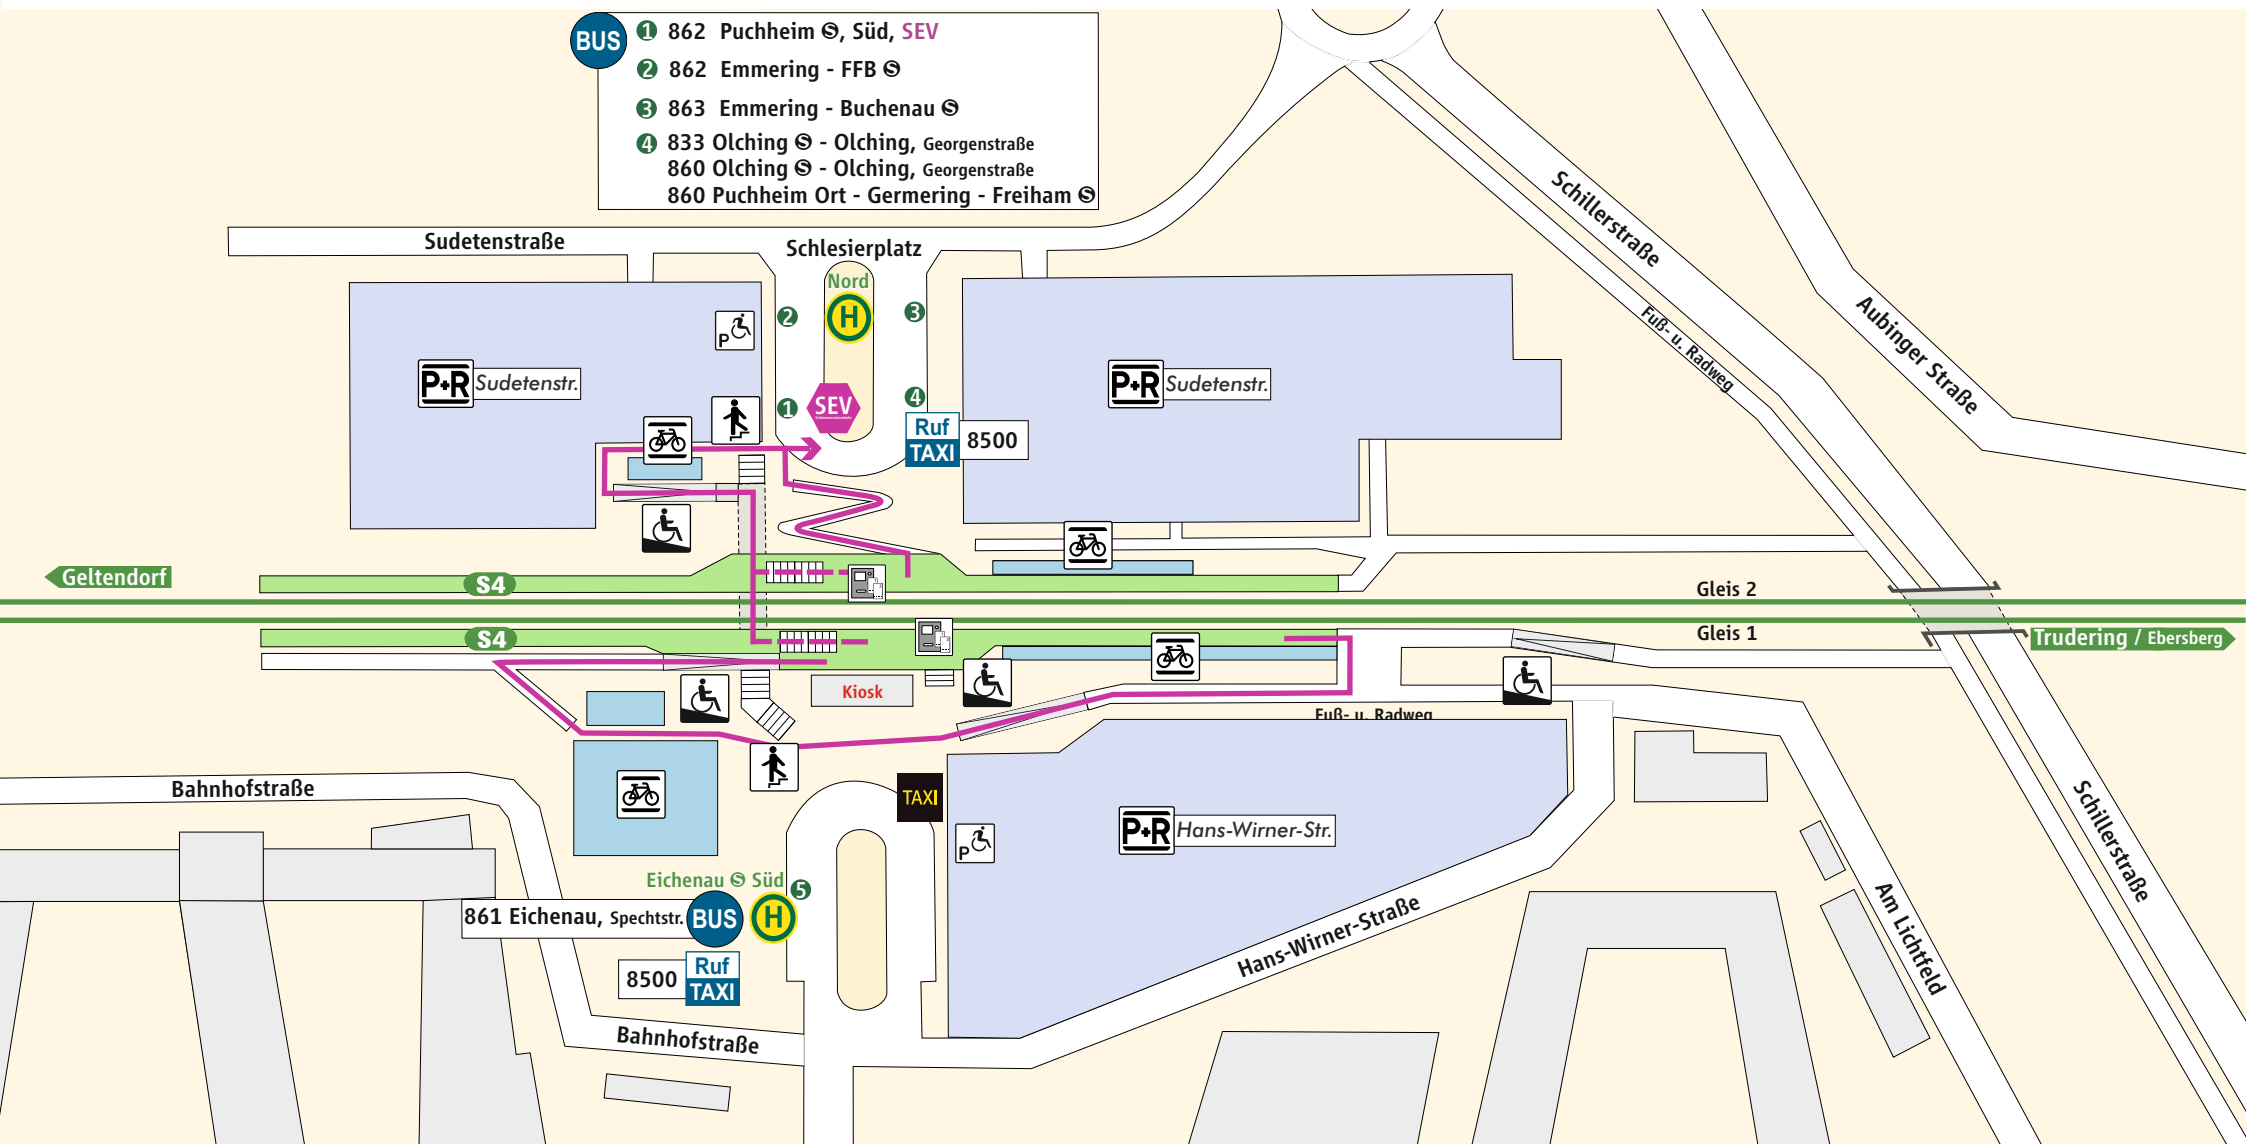 BUS
1 862 Puchheim S, Süd, SEV
2 862 Emmering - FFB S
3 863 Emmering - Buchenau S
4 833 Olching S - Olching, Georgenstraße
860 Olching S - Olching, Georgenstraße
860 Puchheim Ort - Germering - Freiham S
Sudetenstraße
Schlesierplatz
Nord
H
2
3
P
P+R Sudetenstr.
P+R Sudetenstr.
1
SEV
4
Ruf
TAXI
8500
Schillerstraße
Fuß- u. Radweg
Aubinger Straße
Geltendorf
S4
Gleis 2
S4
Gleis 1
Trudering / Ebersberg
Kiosk
Fuß- u. Radweg
Bahnhofstraße
TAXI
P
P+R Hans-Wirner-Str.
Eichenau S Süd
5
861 Eichenau, Spechtstr. BUS H
8500
Ruf
TAXI
Bahnhofstraße
Hans-Wirner-Straße
Am Lichtfeld
Schillerstraße